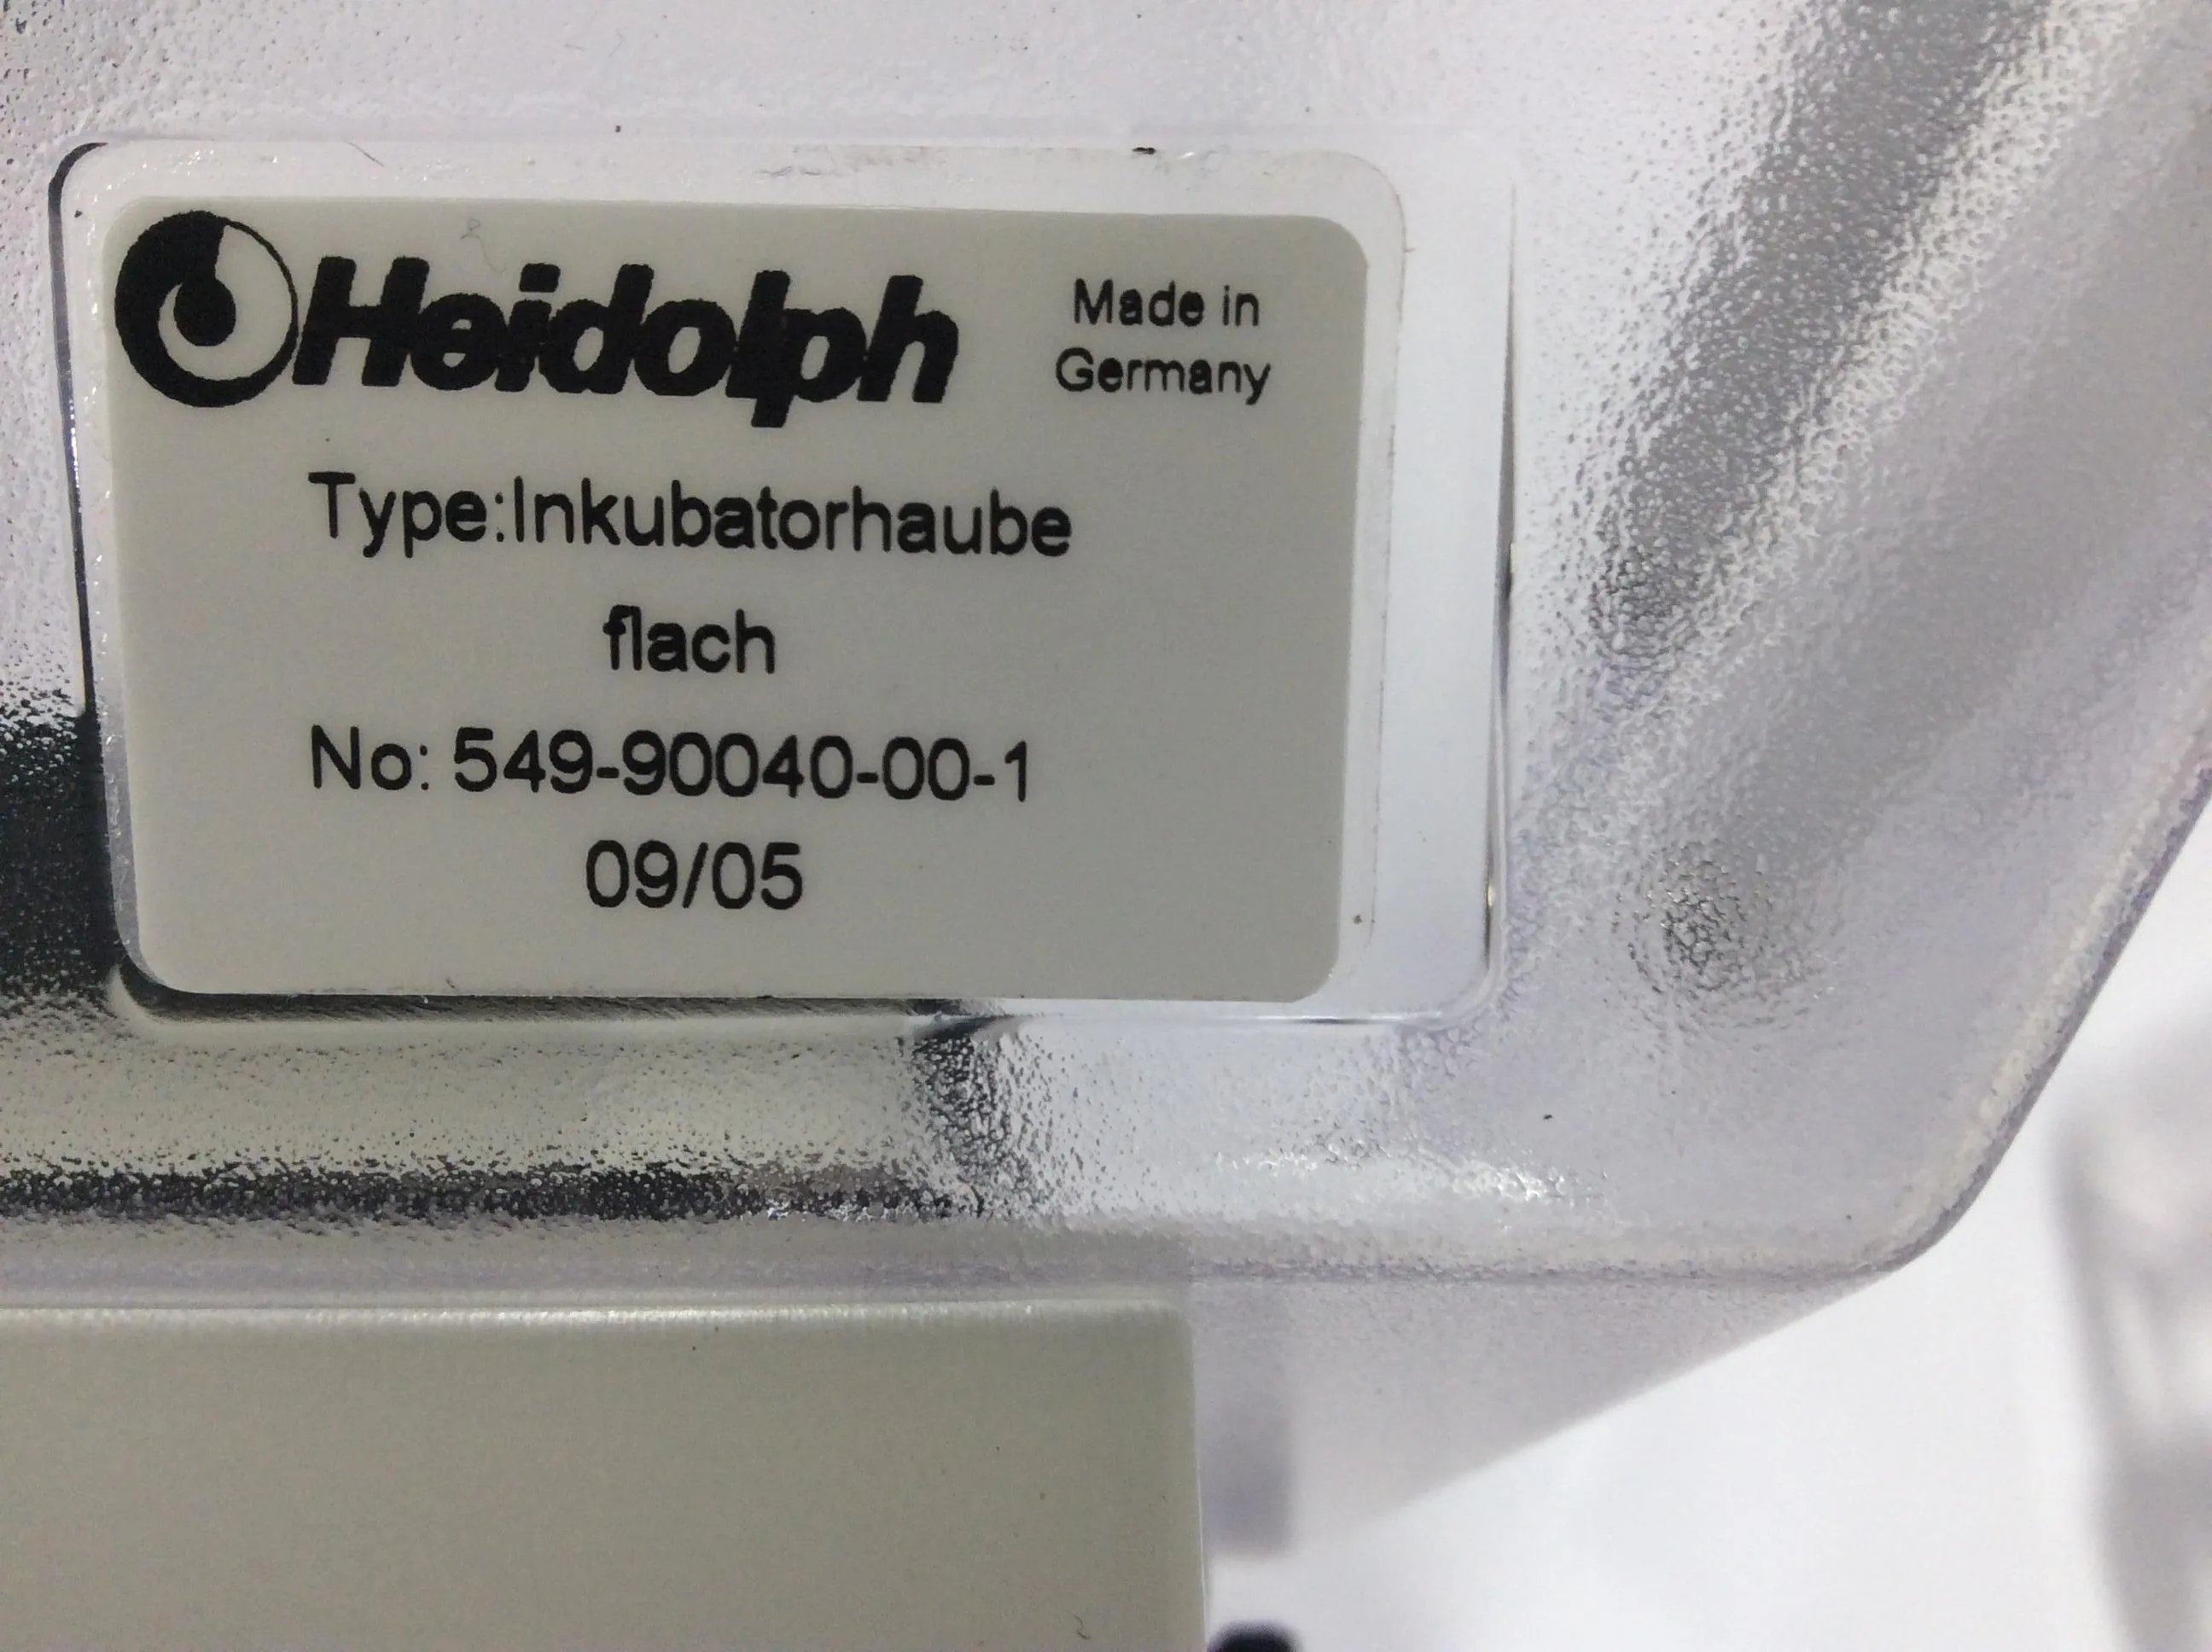 Heidolph
Made in
Germany
Type:Inkubatorhaube
flach
No: 549-90040-00-1
09/05